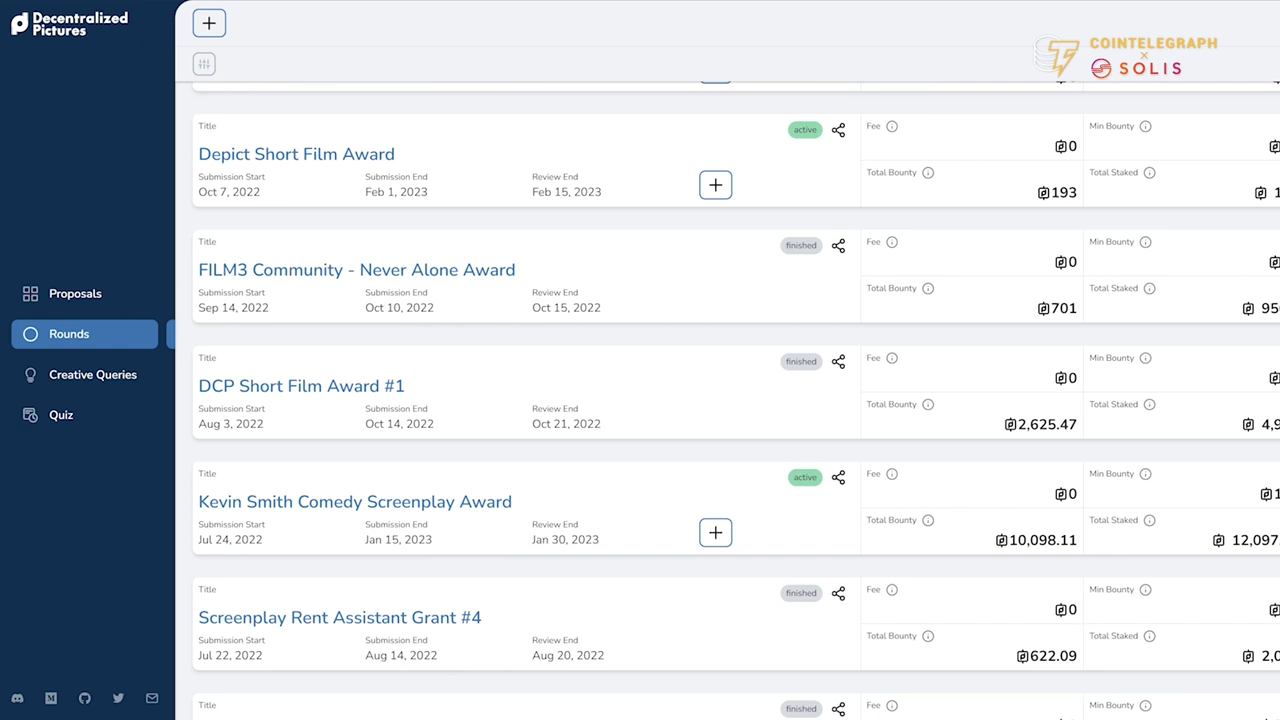 Decentralized
Pictures
COINTELEGRAPH
×
SOLIS
Proposals
Rounds
Creative Queries
Quiz
Title
active
Depict Short Film Award
Submission Start
Submission End
Review End
Oct 7, 2022
Feb 1, 2023
Feb 15, 2023
Fee
0
Min Bounty
Total Bounty
193
Total Staked
1
Title
finished
FILM3 Community - Never Alone Award
Submission Start
Submission End
Review End
Sep 14, 2022
Oct 10, 2022
Oct 15, 2022
Fee
0
Min Bounty
Total Bounty
701
Total Staked
95
Title
finished
DCP Short Film Award #1
Submission Start
Submission End
Review End
Aug 3, 2022
Oct 14, 2022
Oct 21, 2022
Fee
0
Min Bounty
Total Bounty
2,625.47
Total Staked
4,9
Title
active
Kevin Smith Comedy Screenplay Award
Submission Start
Submission End
Review End
Jul 24, 2022
Jan 15, 2023
Jan 30, 2023
Fee
0
Min Bounty
1
Total Bounty
10,098.11
Total Staked
12,097.
Title
finished
Screenplay Rent Assistant Grant #4
Submission Start
Submission End
Review End
Jul 22, 2022
Aug 14, 2022
Aug 20, 2022
Fee
0
Min Bounty
Total Bounty
622.09
Total Staked
2,0
Title
finished
Fee
Min Bounty